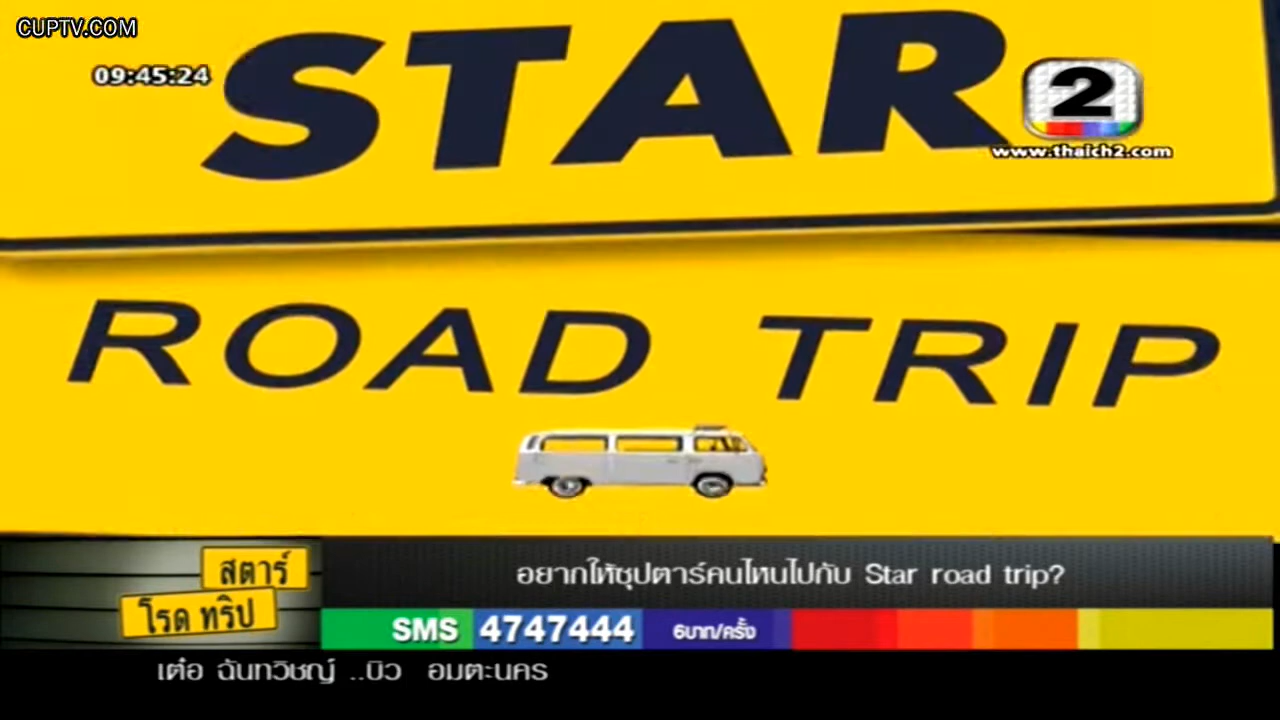 CUPTV.COM
STAR
09:45:24
2
www.thaich2.com
ROAD TRIP
สตาร์
โรด ทริป
อยากให้ซุปตาร์คนไหนไปกับ Star road trip?
SMS 4747444 6บาท/ครั้ง
เต๋อ ฉันทวิชญ์ ..บิว อมตะนคร